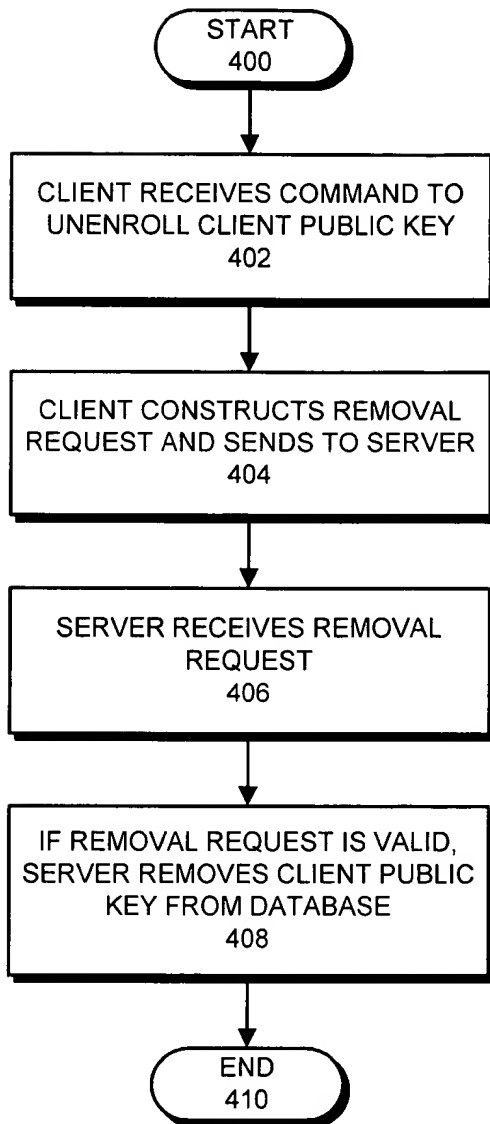 START
400
CLIENT RECEIVES COMMAND TO
UNENROLL CLIENT PUBLIC KEY
402
CLIENT CONSTRUCTS REMOVAL
REQUEST AND SENDS TO SERVER
404
SERVER RECEIVES REMOVAL
REQUEST
406
IF REMOVAL REQUEST IS VALID,
SERVER REMOVES CLIENT PUBLIC
KEY FROM DATABASE
408
END
410